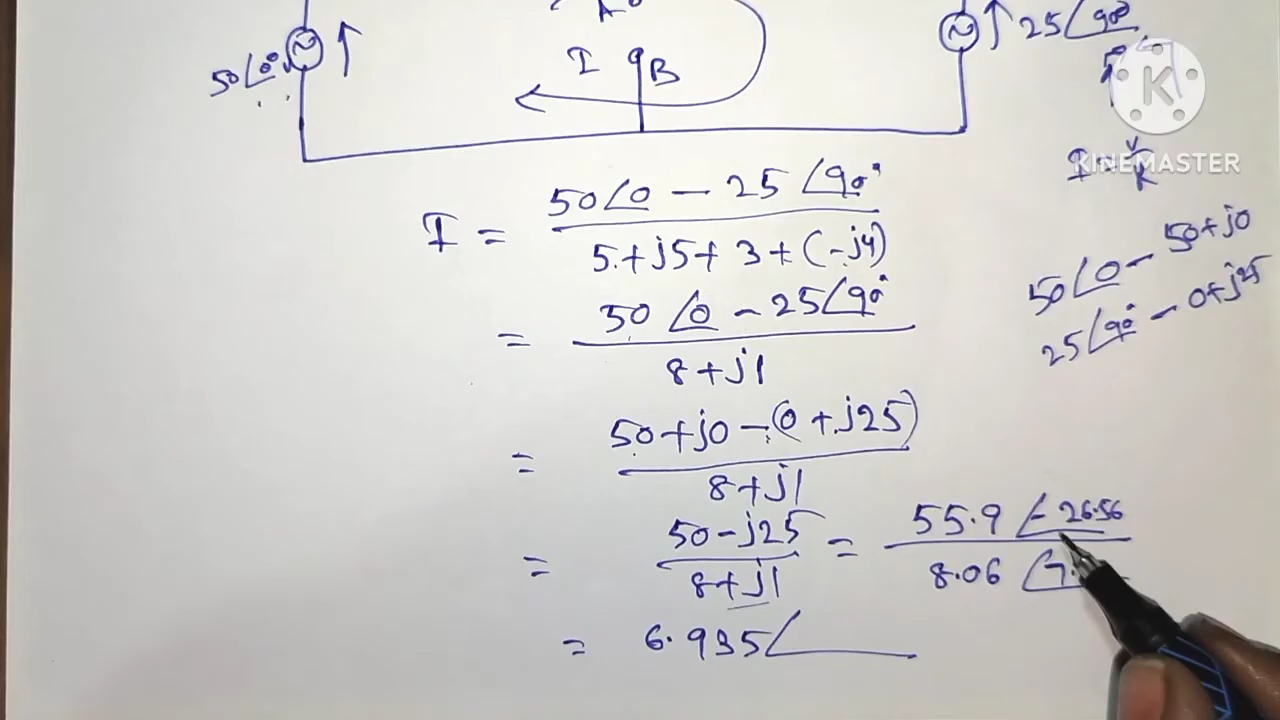 A
50∠0°
I
B
25∠90°
K
KINEMASTER
I = V/R
I = 50∠0 - 25∠90° / 5+j5+3+(-j4)
50∠0 - 50+j0
25∠90° - 0+j25
= 50∠0 - 25∠90° / 8+j1
= 50+j0-(0+j25) / 8+j1
= 50-j25 / 8+j1 = 55.9∠-26.56 / 8.06∠7.
= 6.935∠